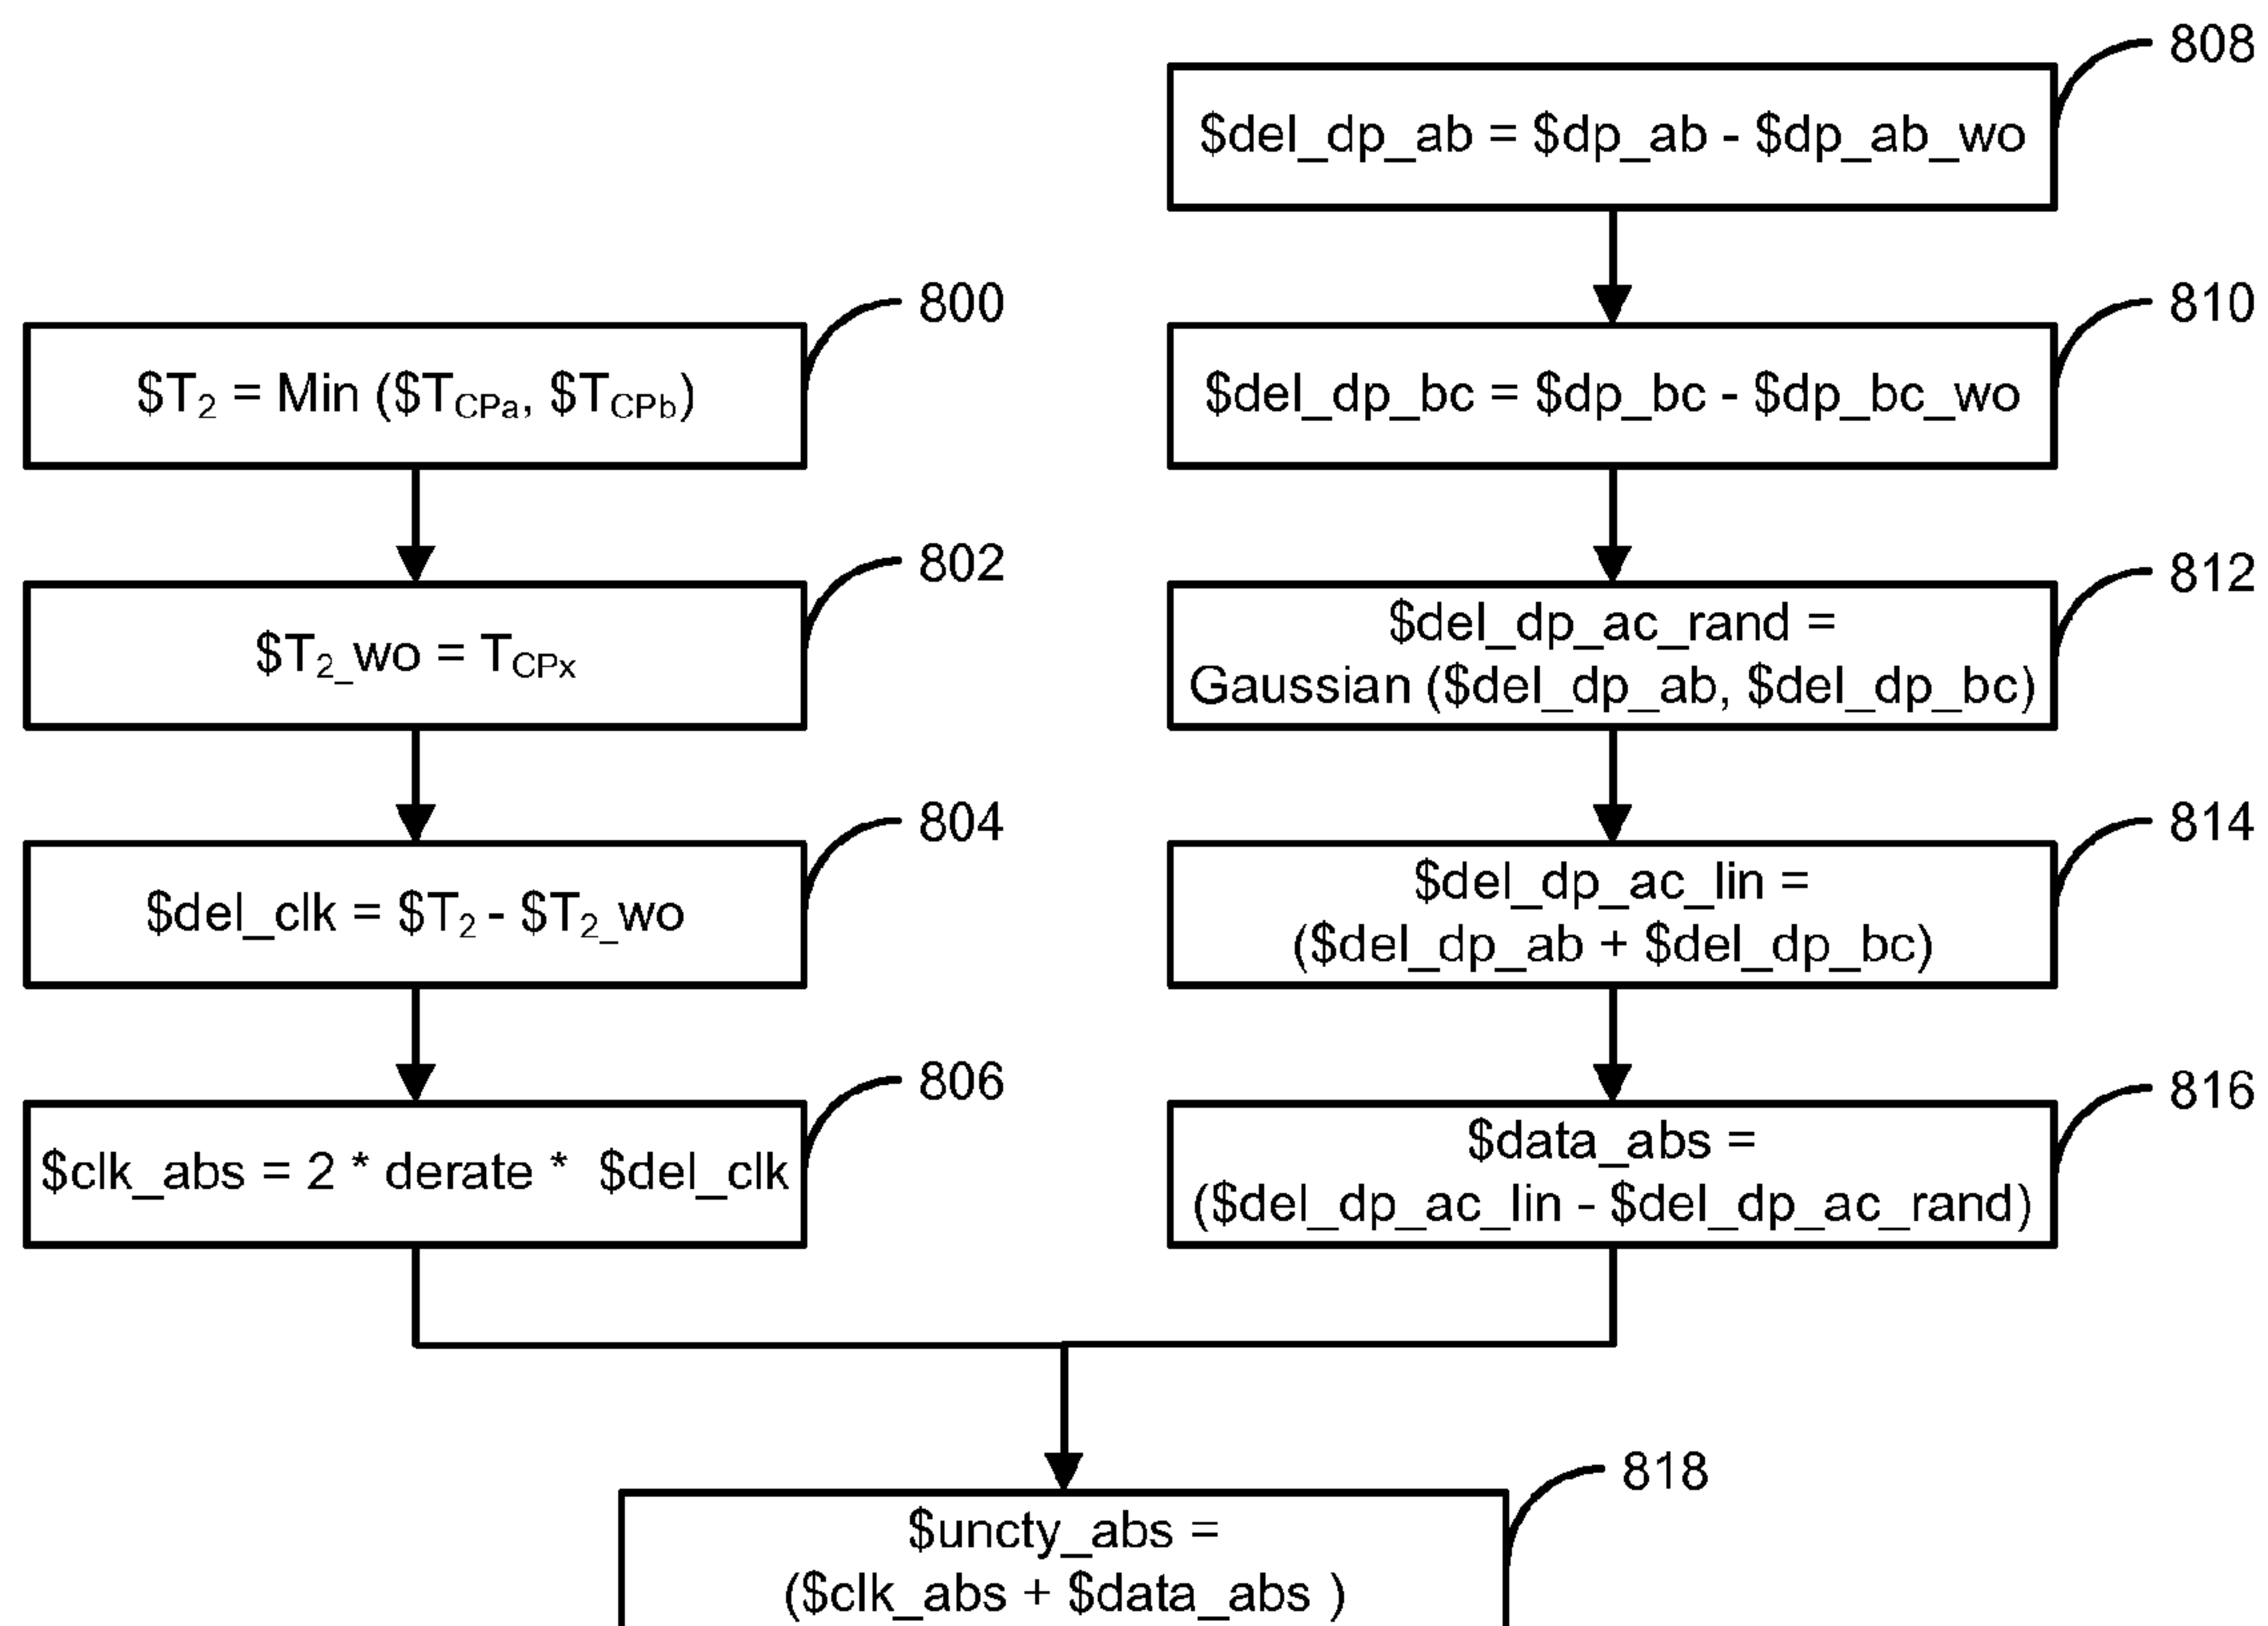 800
$T2 = Min ($TCPa, $TCPb)
802
$T2_wo = TCPx
804
$del_clk = $T2 - $T2_wo
806
$clk_abs = 2 * derate * $del_clk
808
$del_dp_ab = $dp_ab - $dp_ab_wo
810
$del_dp_bc = $dp_bc - $dp_bc_wo
812
$del_dp_ac_rand =
Gaussian ($del_dp_ab, $del_dp_bc)
814
$del_dp_ac_lin =
($del_dp_ab + $del_dp_bc)
816
$data_abs =
($del_dp_ac_lin - $del_dp_ac_rand)
818
$uncty_abs =
($clk_abs + $data_abs )